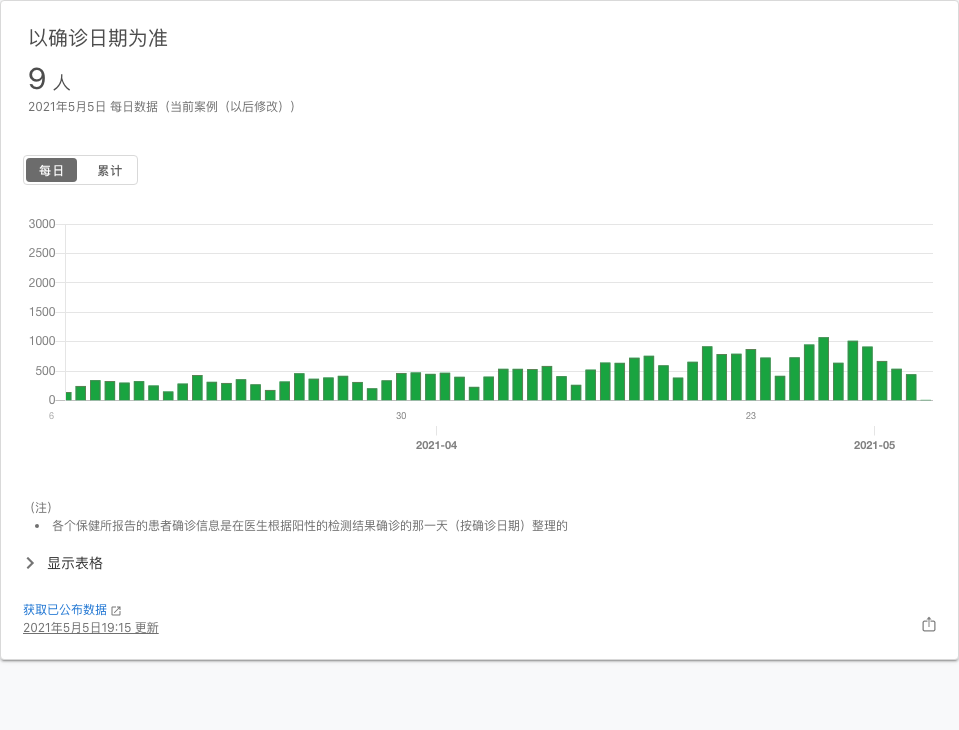 以确诊日期为准
9 人
2021年5月5日 每日数据（当前案例（以后修改））
每日 累计
3000
2500
2000
1500
1000
500
0
6 30 23
2021-04 2021-05
（注）
• 各个保健所报告的患者确诊信息是在医生根据阳性的检测结果确诊的那一天（按确诊日期）整理的
显示表格
获取已公布数据
2021年5月5日19:15 更新